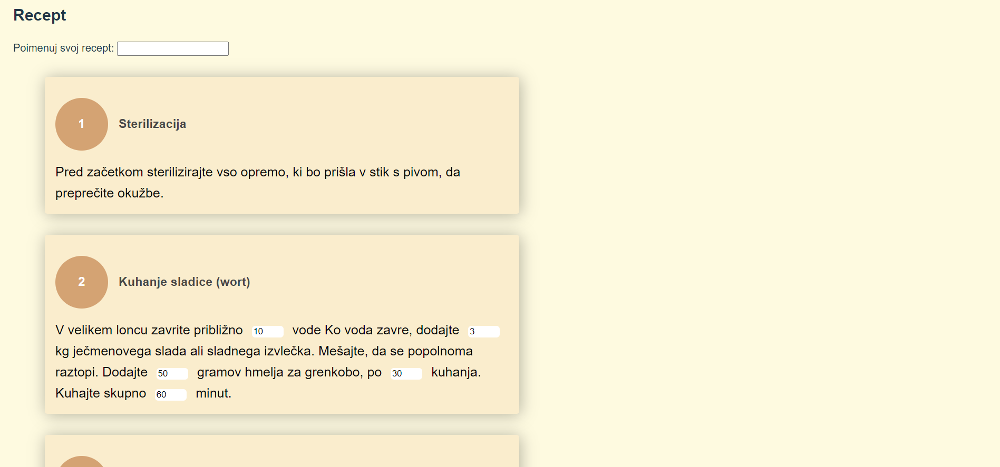 Recept
Poimenuj svoj recept:
1
Sterilizacija
Pred začetkom sterilizirajte vso opremo, ki bo prišla v stik s pivom, da
preprečite okužbe.
2
Kuhanje sladice (wort)
V velikem loncu zavrite približno 10 vode Ko voda zavre, dodajte 3
kg ječmenovega slada ali sladnega izvlečka. Mešajte, da se popolnoma
raztopi. Dodajte 50 gramov hmelja za grenkobo, po 30 kuhanja.
Kuhajte skupno 60 minut.